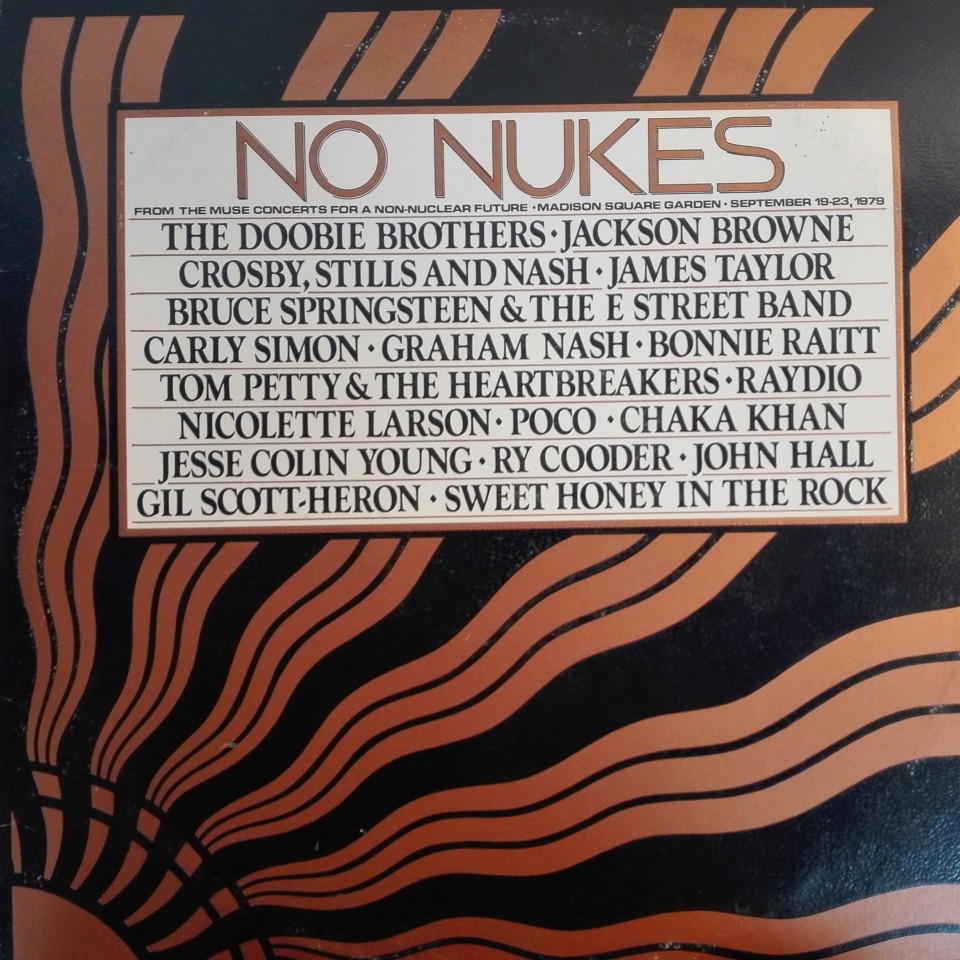 NO NUKES
FROM THE MUSE CONCERTS FOR A NON-NUCLEAR FUTURE • MADISON SQUARE GARDEN • SEPTEMBER 19-23, 1979
THE DOOBIE BROTHERS • JACKSON BROWNE
CROSBY, STILLS AND NASH • JAMES TAYLOR
BRUCE SPRINGSTEEN & THE E STREET BAND
CARLY SIMON • GRAHAM NASH • BONNIE RAITT
TOM PETTY & THE HEARTBREAKERS • RAYDIO
NICOLETTE LARSON • POCO • CHAKA KHAN
JESSE COLIN YOUNG • RY COODER • JOHN HALL
GIL SCOTT-HERON • SWEET HONEY IN THE ROCK